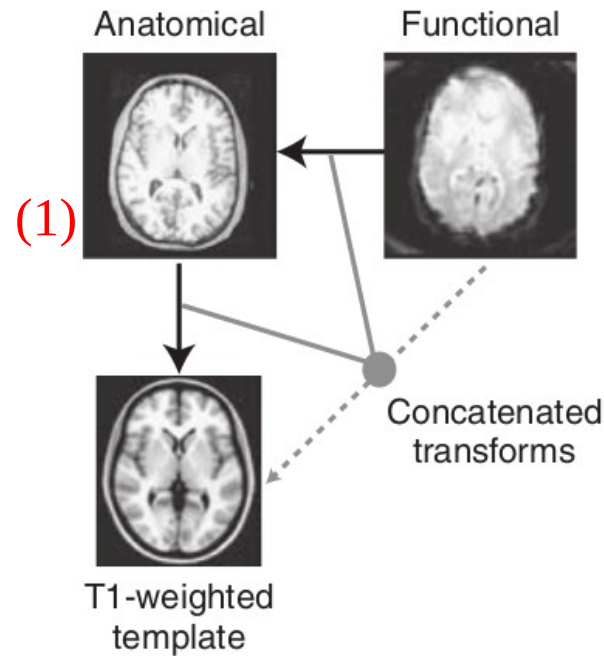 Anatomical
Functional
(1)
Concatenated
transforms
T1-weighted
template